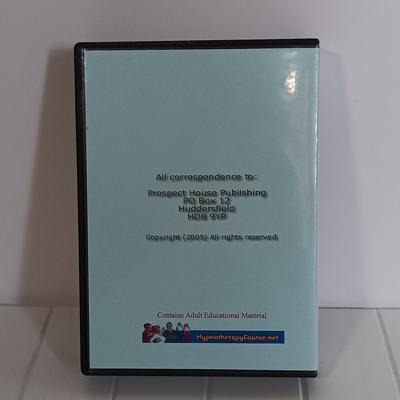 All correspondence to:
Prospect House Publishing
PO Box 12
Huddersfield
HD8 9YP
Copyright (2005) All rights reserved.
Contains Adult Educational Material
HypnotherapyCourse.net